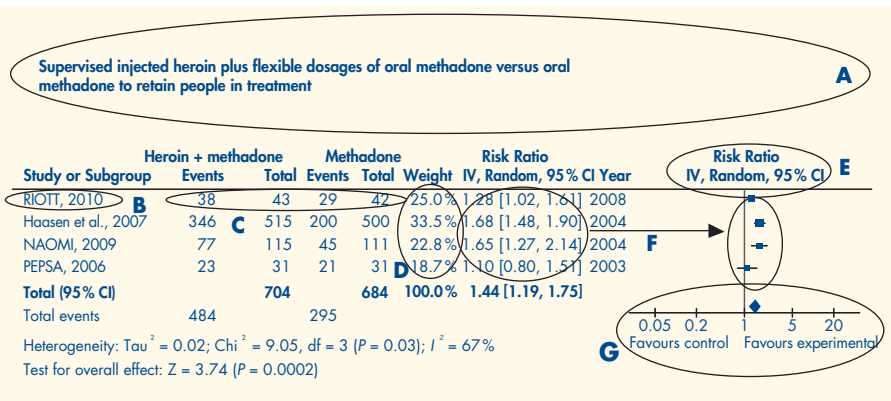 Supervised injected heroin plus flexible dosages of oral methadone versus oral
methadone to retain people in treatment
A
Heroin + methadone Methadone Risk Ratio Risk Ratio
Study or Subgroup Events Total Events Total Weight IV, Random, 95% CI Year IV, Random, 95% CI E
RIOTT, 2010 B 38 43 29 42 25.0% 1.28 [1.02, 1.61] 2008
Haasen et al., 2007 346 C 515 200 500 33.5% 1.68 [1.48, 1.90] 2004
NAOMI, 2009 77 115 45 111 22.8% 1.65 [1.27, 2.14] 2004 F
PEPSA, 2006 23 31 21 31 D 18.7% 1.10 [0.80, 1.51] 2003
Total (95% CI) 704 684 100.0% 1.44 [1.19, 1.75]
Total events 484 295
0.05 0.2 1 5 20
Heterogeneity: Tau² = 0.02; Chi² = 9.05, df = 3 (P = 0.03); I² = 67%
G Favours control Favours experimental
Test for overall effect: Z = 3.74 (P = 0.0002)